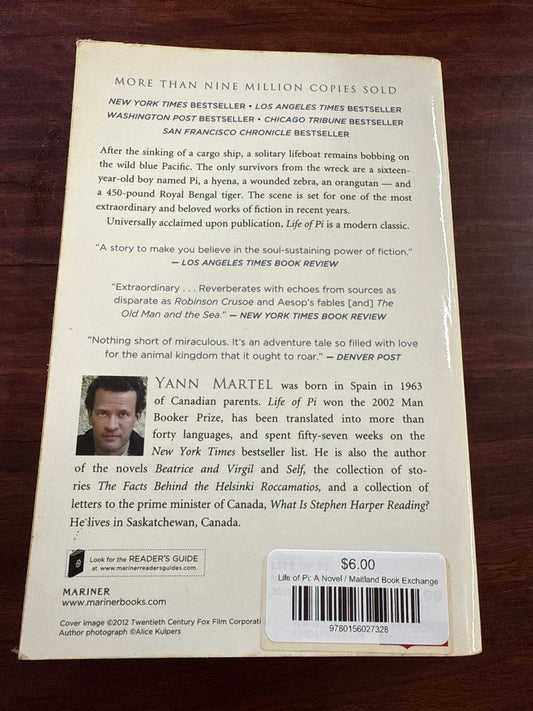 MORE THAN NINE MILLION COPIES SOLD
NEW YORK TIMES BESTSELLER • LOS ANGELES TIMES BESTSELLER
WASHINGTON POST BESTSELLER • CHICAGO TRIBUNE BESTSELLER
SAN FRANCISCO CHRONICLE BESTSELLER
After the sinking of a cargo ship, a solitary lifeboat remains bobbing on
the wild blue Pacific. The only survivors from the wreck are a sixteen-
year-old boy named Pi, a hyena, a wounded zebra, an orangutan — and
a 450-pound Royal Bengal tiger. The scene is set for one of the most
extraordinary and beloved works of fiction in recent years.
Universally acclaimed upon publication, Life of Pi is a modern classic.
"A story to make you believe in the soul-sustaining power of fiction."
— LOS ANGELES TIMES BOOK REVIEW
"Extraordinary . . . Reverberates with echoes from sources as
disparate as Robinson Crusoe and Aesop's fables [and] The
Old Man and the Sea." — NEW YORK TIMES BOOK REVIEW
"Nothing short of miraculous. It's an adventure tale so filled with love
for the animal kingdom that it ought to roar." — DENVER POST
YANN MARTEL was born in Spain in 1963
of Canadian parents. Life of Pi won the 2002 Man
Booker Prize, has been translated into more than
forty languages, and spent fifty-seven weeks on the
New York Times bestseller list. He is also the author
of the novels Beatrice and Virgil and Self, the collection of sto-
ries The Facts Behind the Helsinki Roccamatios, and a collection of
letters to the prime minister of Canada, What Is Stephen Harper Reading?
He lives in Saskatchewan, Canada.
Look for the READER'S GUIDE
at www.marinerreadersguides.com
MARINER
www.marinerbooks.com
Cover image ©2012 Twentieth Century Fox Film Corporati
Author photograph ©Alice Kuipers
$6.00
Life of Pi: A Novel / Maitland Book Exchange
9780156027328